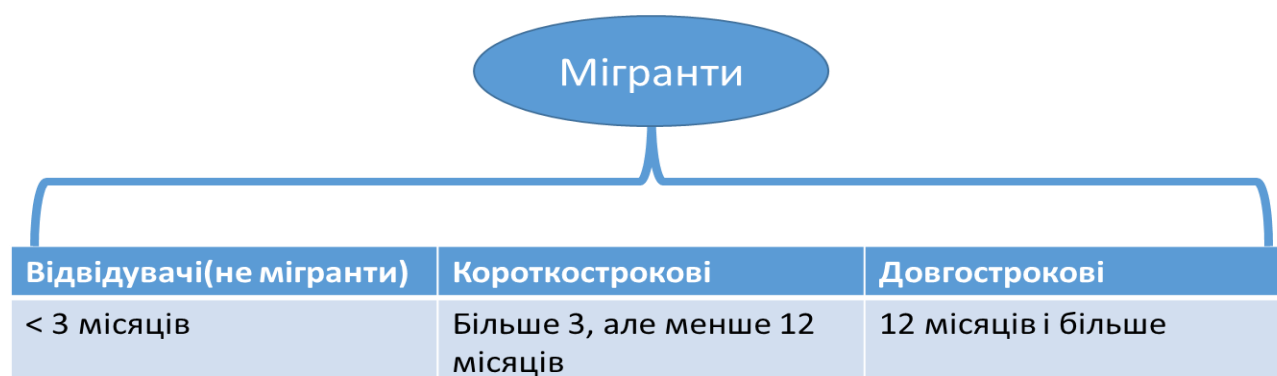 Мігранти
Відвідувачі(не мігранти)
Короткострокові
Довгострокові
< 3 місяців
Більше 3, але менше 12
місяців
12 місяців і більше